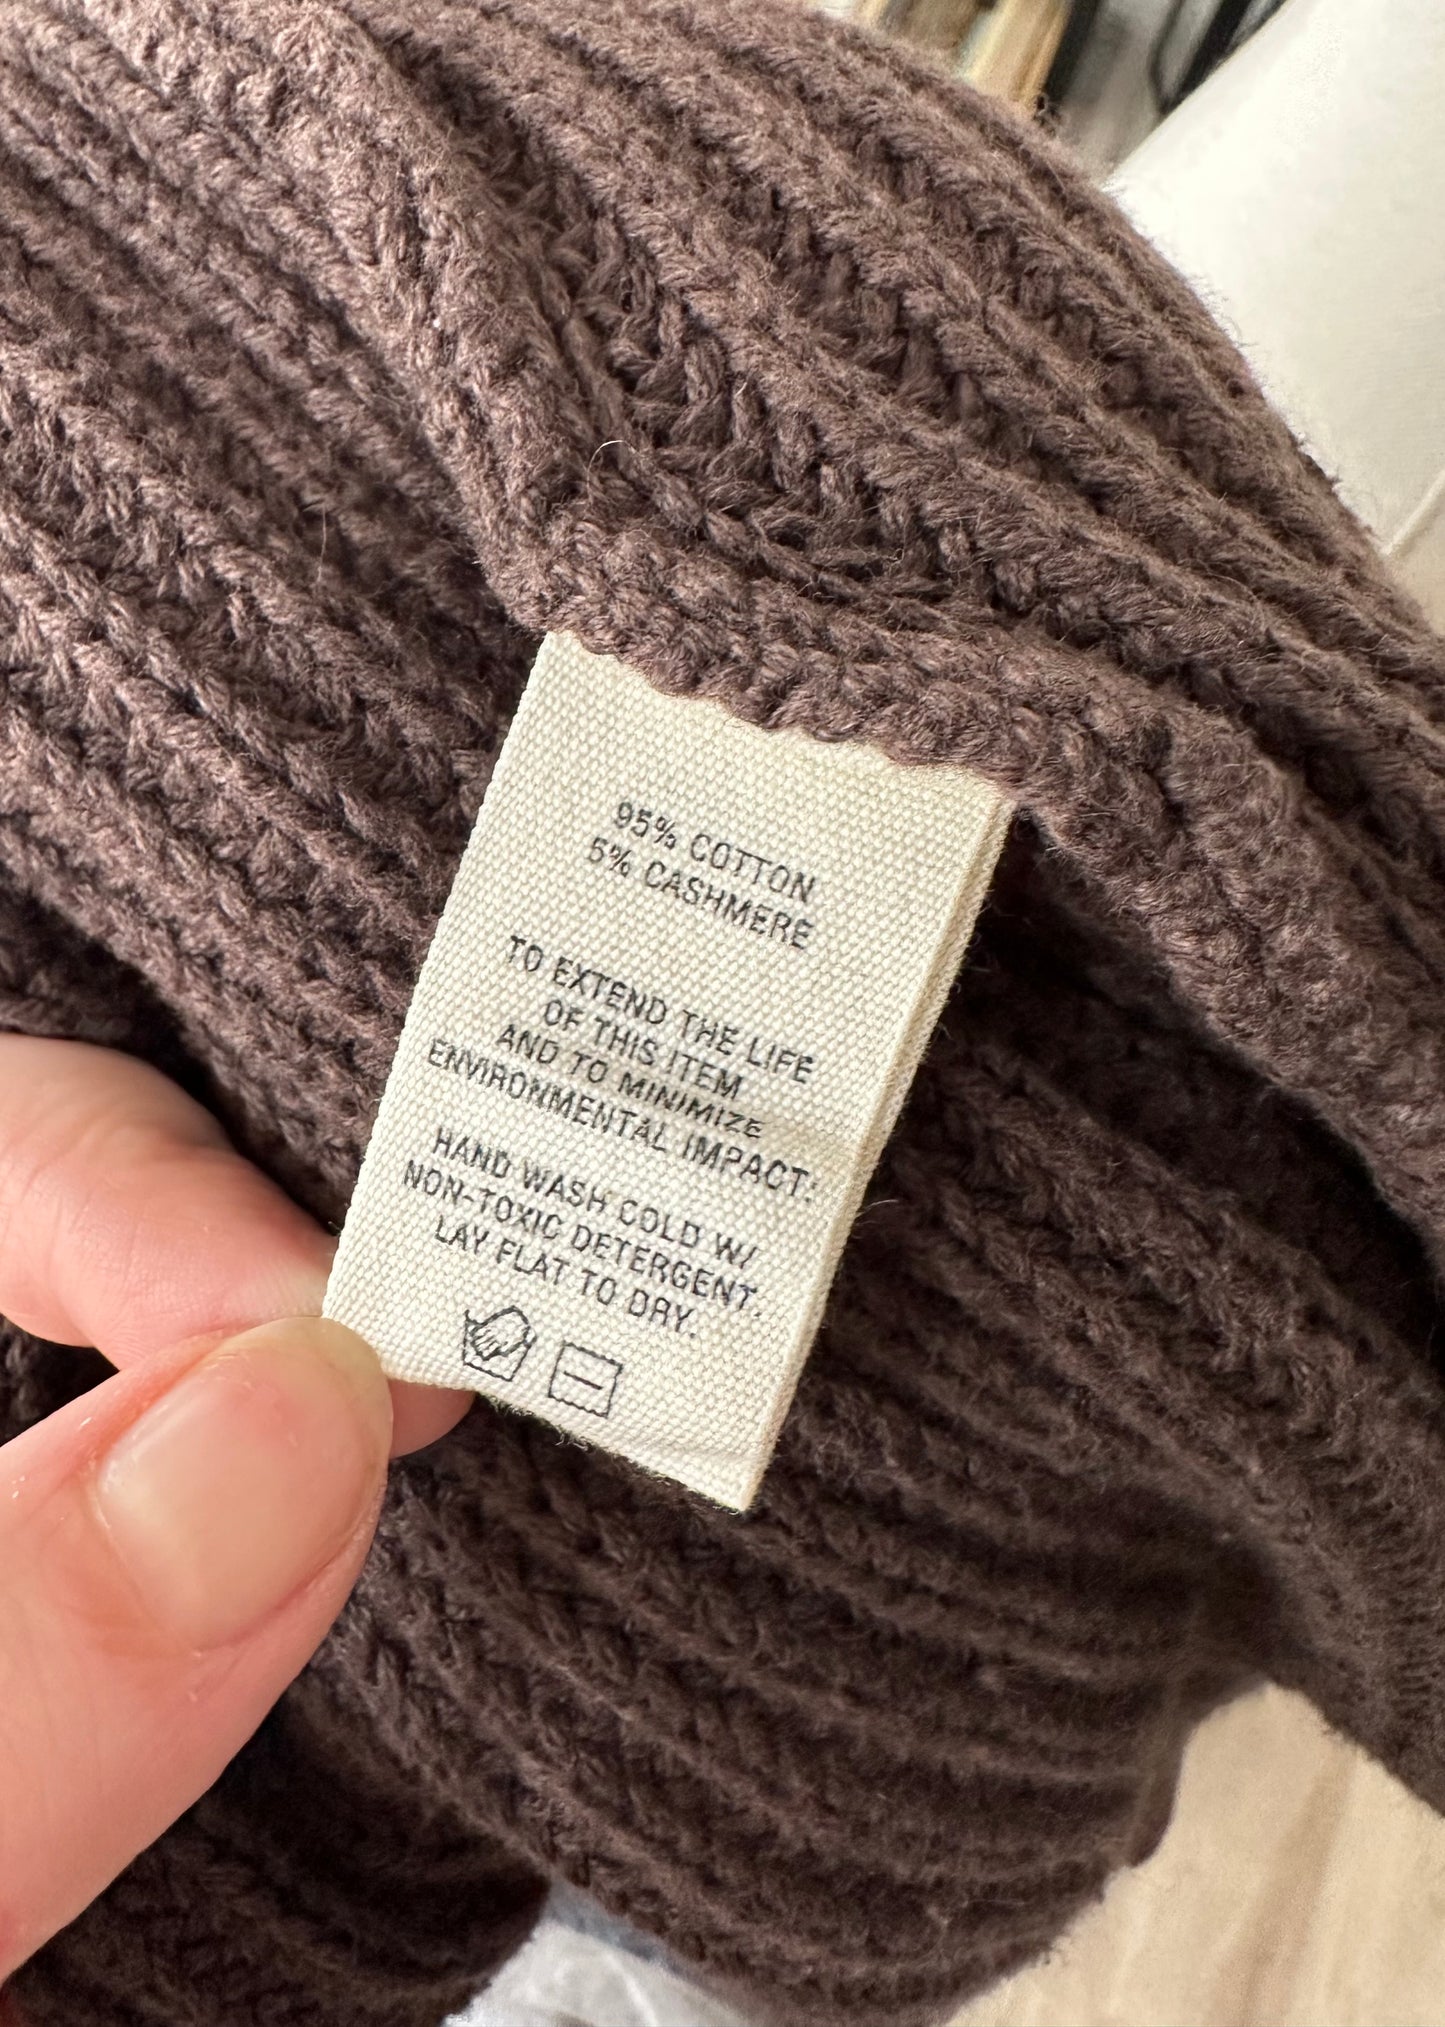 95% COTTON
5% CASHMERE
TO EXTEND THE LIFE
OF THIS ITEM
AND TO MINIMIZE
ENVIRONMENTAL IMPACT:
HAND WASH COLD W/
NON-TOXIC DETERGENT.
LAY FLAT TO DRY.